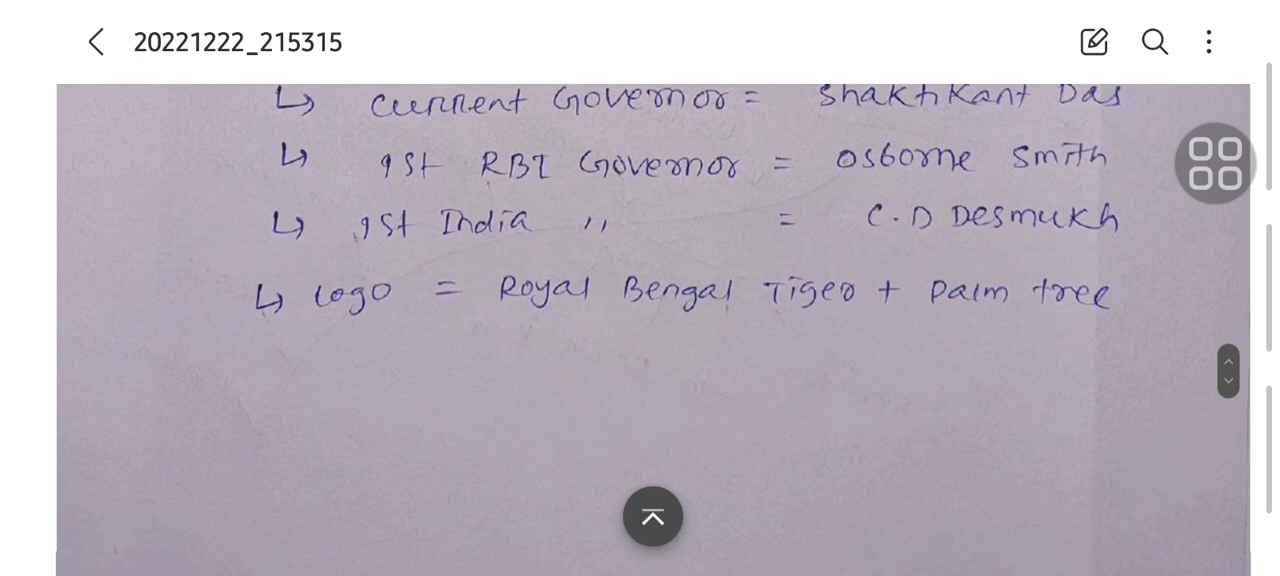 20221222_215315
↳ Current Governor = Shaktikant Das
↳ 1st RBI Governor = Osborne Smith
↳ 1st India ,, = C.D Desmukh
↳ Logo = Royal Bengal Tiger + Palm tree